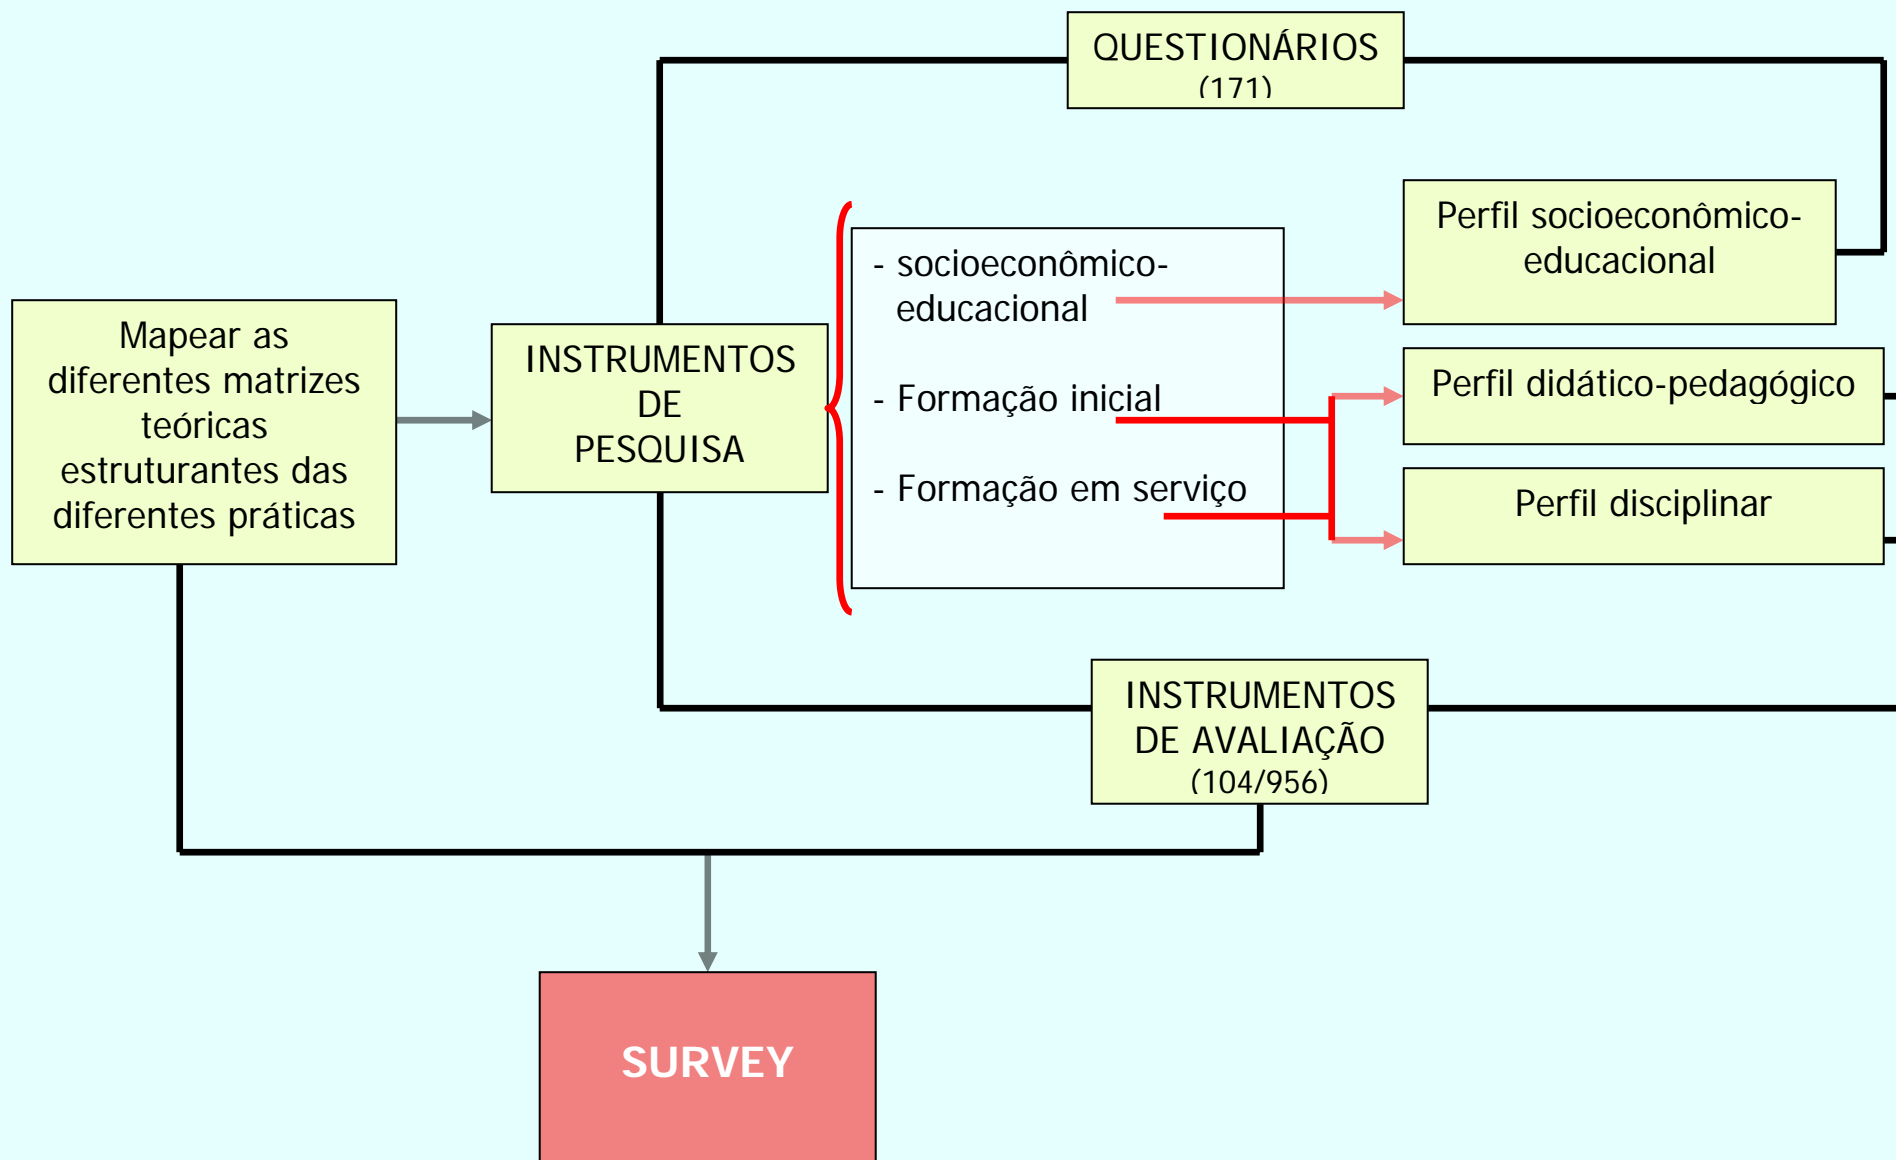 QUESTIONÁRIOS
(171)
Mapear as
diferentes matrizes
teóricas
estruturantes das
diferentes práticas
INSTRUMENTOS
DE
PESQUISA
- socioeconômico-
educacional
- Formação inicial
- Formação em serviço
Perfil socioeconômico-
educacional
Perfil didático-pedagógico
Perfil disciplinar
INSTRUMENTOS
DE AVALIAÇÃO
(104/956)
SURVEY